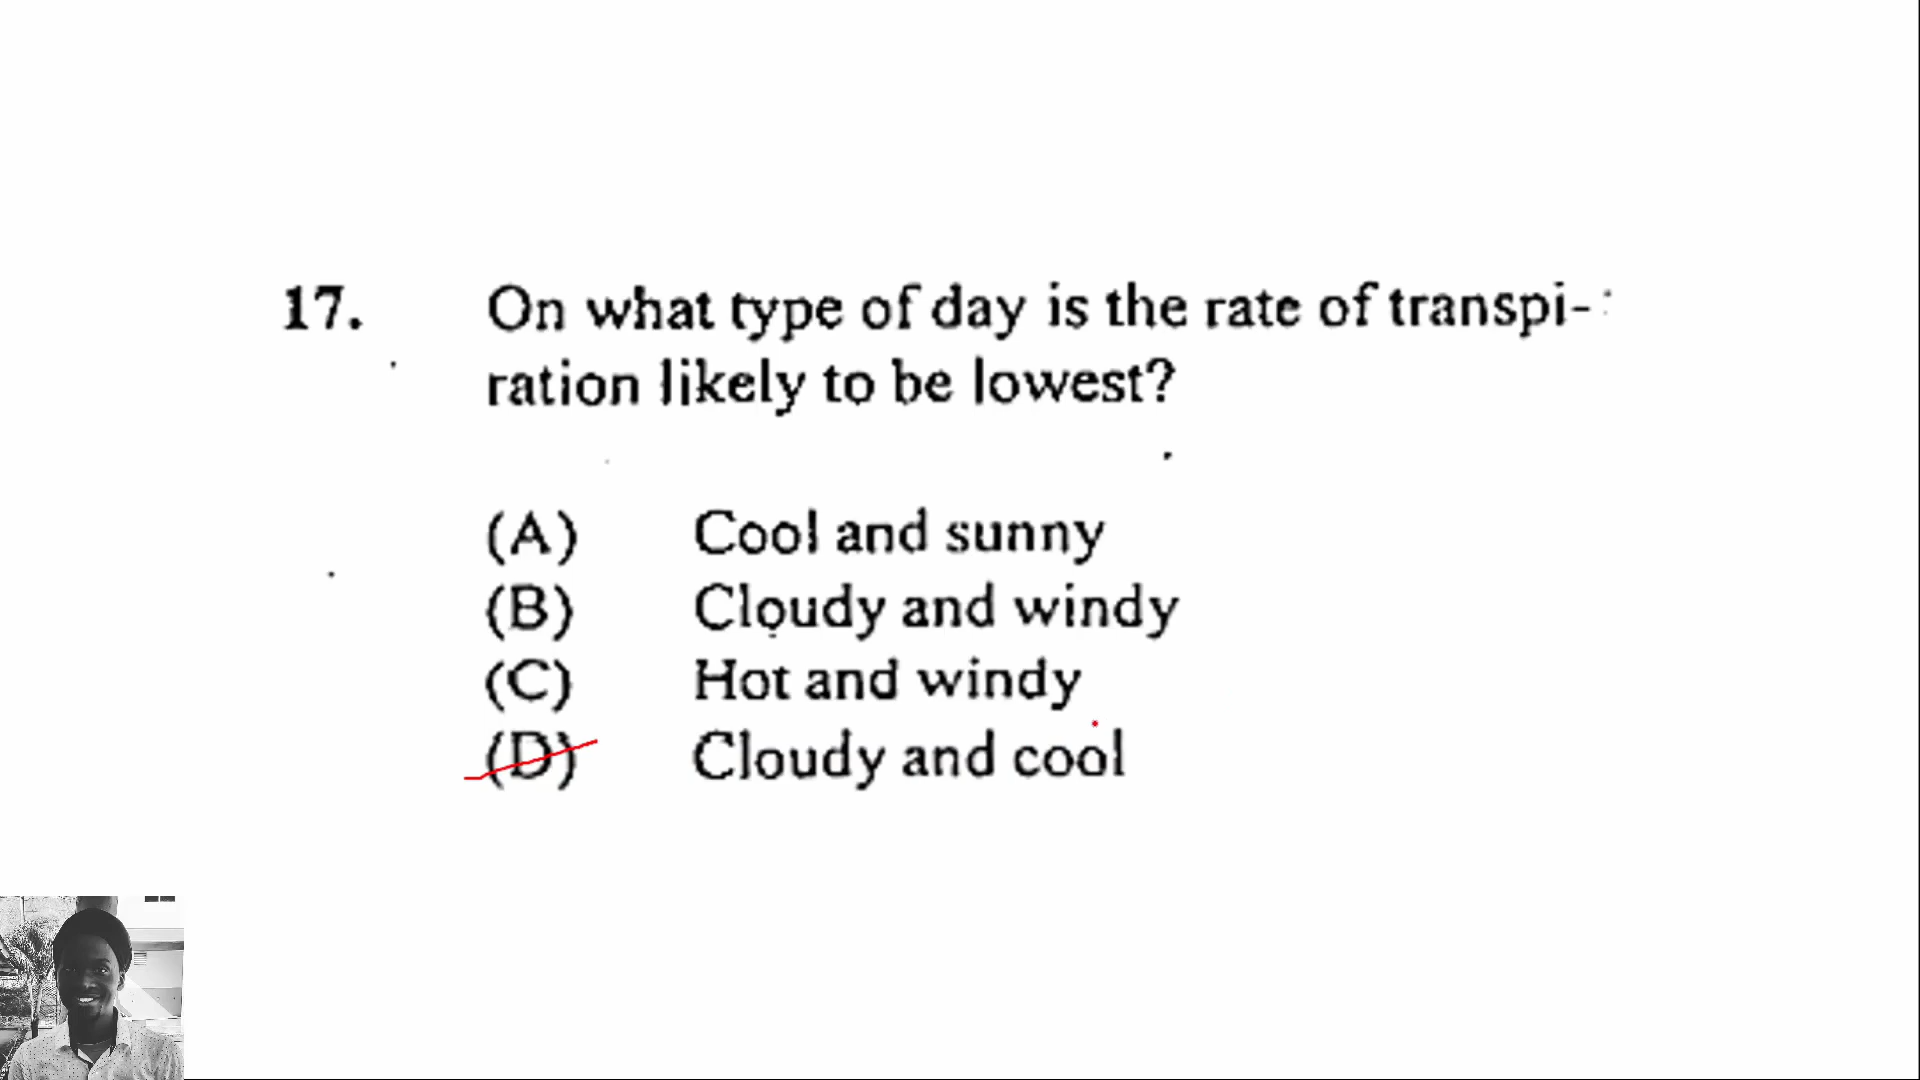 17. On what type of day is the rate of transpi-
ration likely to be lowest?
(A) Cool and sunny
(B) Cloudy and windy
(C) Hot and windy
(D) Cloudy and cool